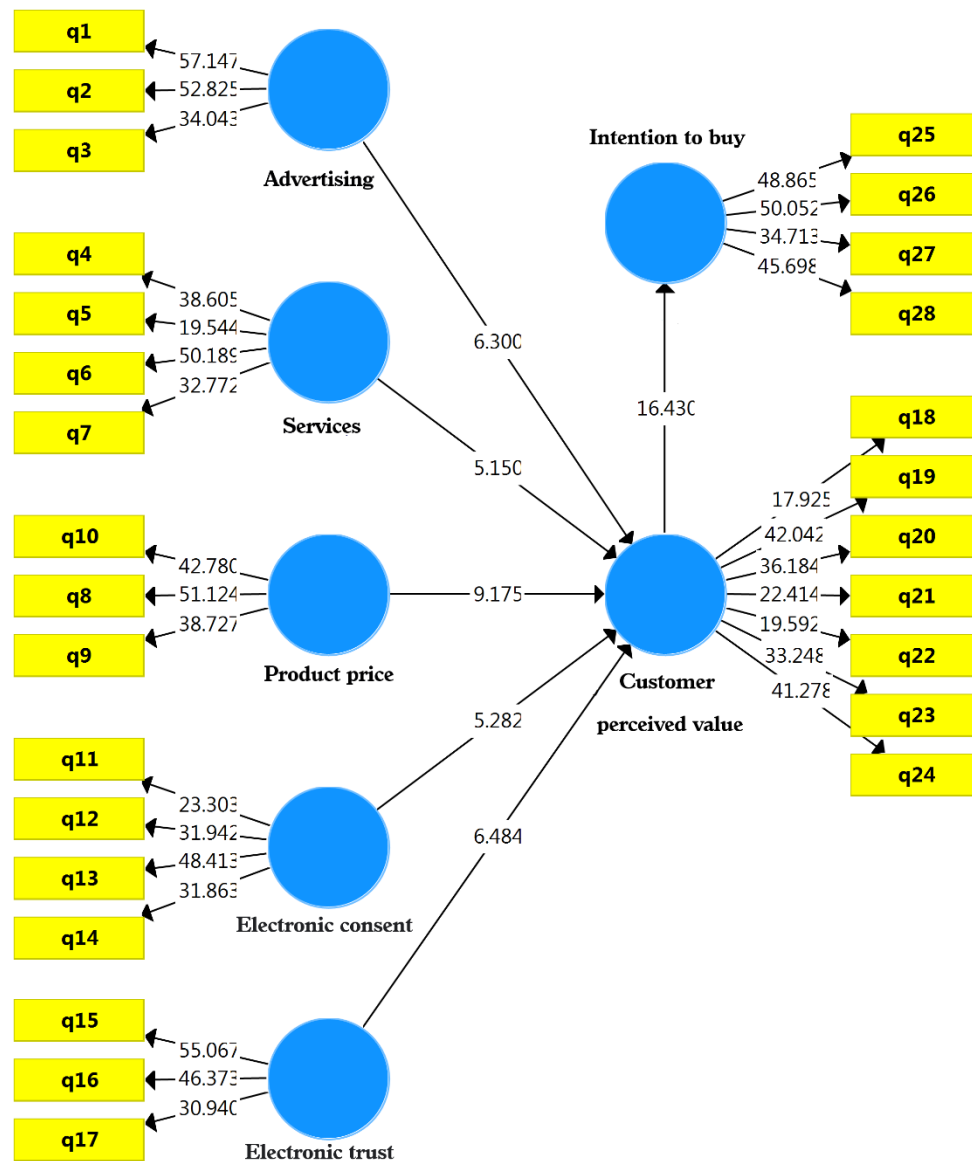 q1
57.147
q2
52.825
q3
34.043
Advertising
Intention to buy
q25
48.865
q26
50.052
q27
34.713
q28
45.698
q4
38.605
q5
19.544
q6
50.189
q7
32.772
Services
6.300
5.150
16.430
q18
17.925
q19
42.042
q20
36.184
q21
22.414
q22
19.592
q23
33.248
q24
41.278
q10
42.780
q8
51.124
q9
38.727
Product price
9.175
Customer
perceived value
5.282
q11
23.303
q12
31.942
q13
48.413
q14
31.863
Electronic consent
6.484
q15
55.067
q16
46.373
q17
30.940
Electronic trust